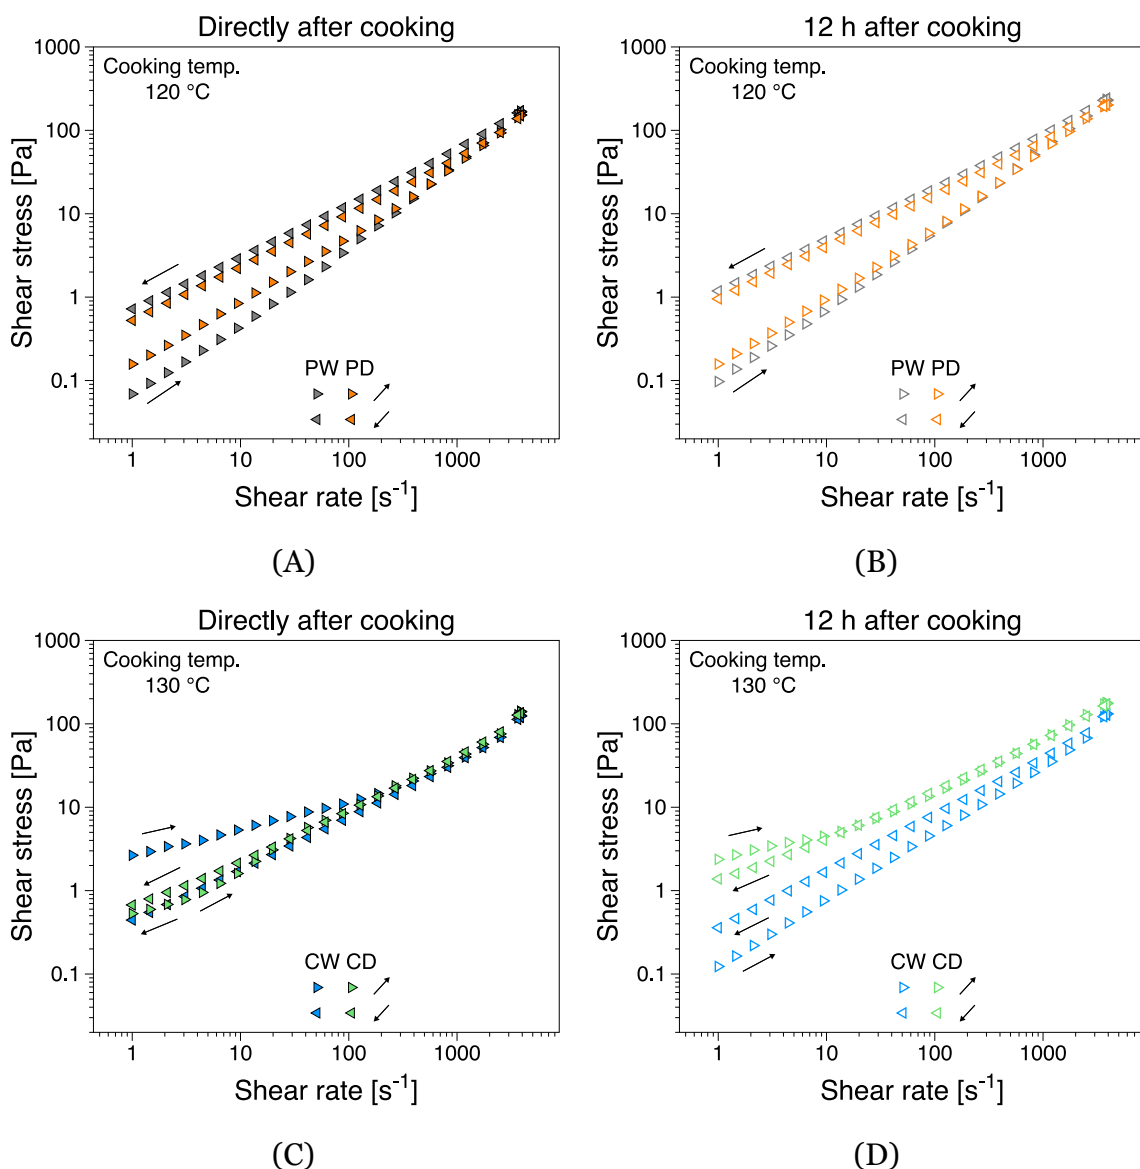 Directly after cooking
Cooking temp.
120 °C
Shear stress [Pa]
1000
100
10
1
0.1
PW PD
1 10 100 1000
Shear rate [s⁻¹]
(A)
12 h after cooking
Cooking temp.
120 °C
Shear stress [Pa]
1000
100
10
1
0.1
PW PD
1 10 100 1000
Shear rate [s⁻¹]
(B)
Directly after cooking
Cooking temp.
130 °C
Shear stress [Pa]
1000
100
10
1
0.1
CW CD
1 10 100 1000
Shear rate [s⁻¹]
(C)
12 h after cooking
Cooking temp.
130 °C
Shear stress [Pa]
1000
100
10
1
0.1
CW CD
1 10 100 1000
Shear rate [s⁻¹]
(D)